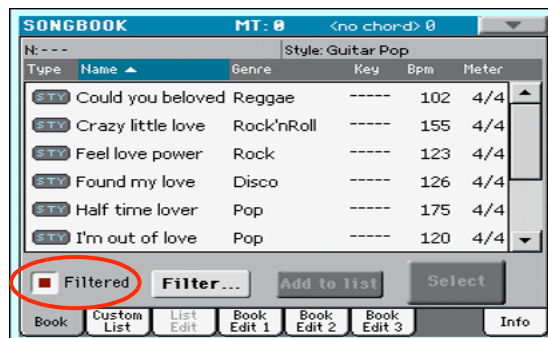 SONGBOOK MT: 0 <no chord> 0
N: --- Style: Guitar Pop
Type Name Genre Key Bpm Meter
STY Could you beloved Reggae ----- 102 4/4
STY Crazy little love Rock'nRoll ----- 155 4/4
STY Feel love power Rock ----- 123 4/4
STY Found my love Disco ----- 126 4/4
STY Half time lover Pop ----- 175 4/4
STY I'm out of love Pop ----- 120 4/4
Filtered Filter... Add to list Select
Book Custom List List Edit Book Edit 1 Book Edit 2 Book Edit 3 Info